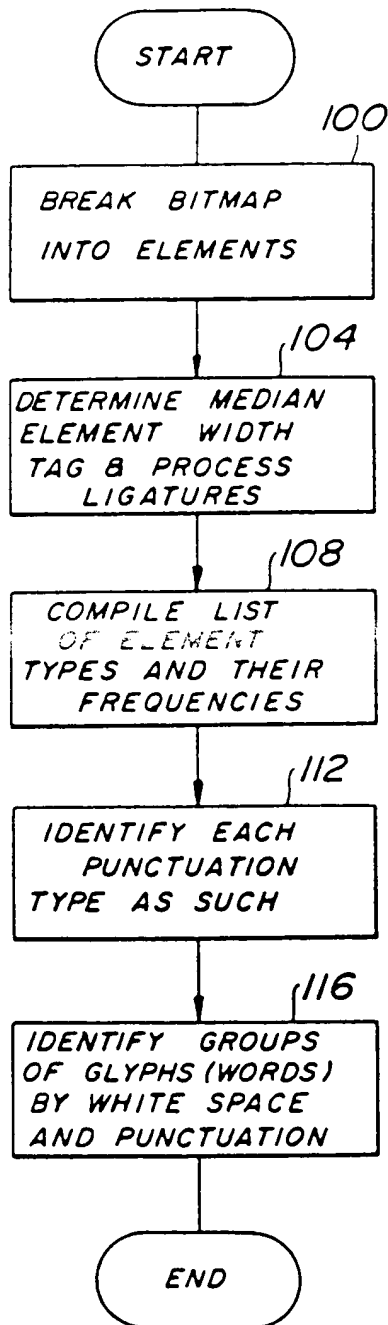 START
100
BREAK BITMAP
INTO ELEMENTS
104
DETERMINE MEDIAN
ELEMENT WIDTH
TAG & PROCESS
LIGATURES
108
COMPILE LIST
OF ELEMENT
TYPES AND THEIR
FREQUENCIES
112
IDENTIFY EACH
PUNCTUATION
TYPE AS SUCH
116
IDENTIFY GROUPS
OF GLYPHS (WORDS)
BY WHITE SPACE
AND PUNCTUATION
END